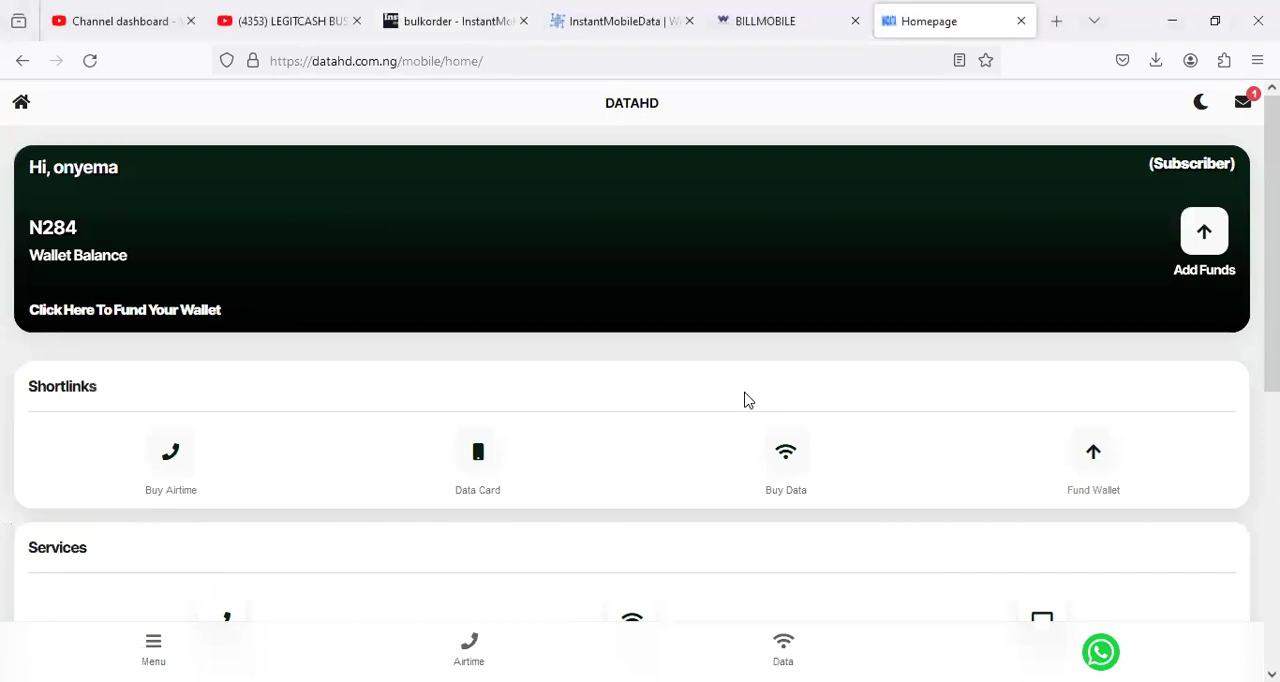 Channel dashboard -
(4353) LEGITCASH BUS
bulkorder - InstantMo
InstantMobileData | W
BILLMOBILE
Homepage
https://datahd.com.ng/mobile/home/
DATAHD
1
Hi, onyema
(Subscriber)
N284
Wallet Balance
Add Funds
Click Here To Fund Your Wallet
Shortlinks
Buy Airtime
Data Card
Buy Data
Fund Wallet
Services
Menu
Airtime
Data